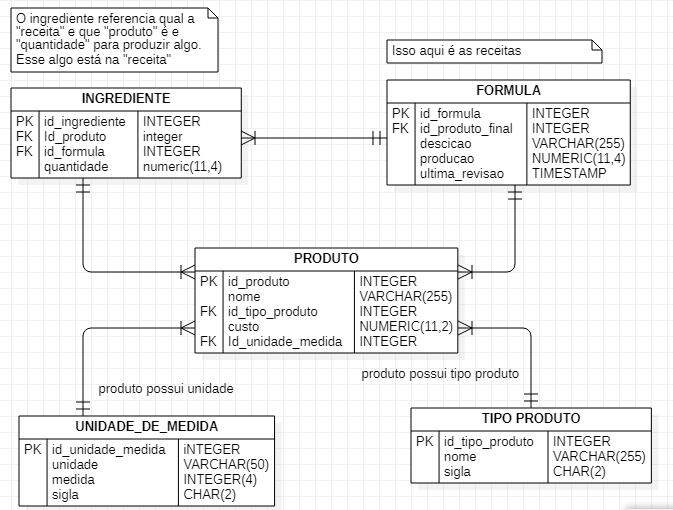 O ingrediente referencia qual a
"receita" e que "produto" é e
"quantidade" para produzir algo.
Esse algo está na "receita"
Isso aqui é as receitas
INGREDIENTE
PK id_ingrediente INTEGER
FK Id_produto integer
FK id_formula INTEGER
quantidade numeric(11,4)
FORMULA
PK id_formula INTEGER
FK id_produto_final INTEGER
descicao VARCHAR(255)
producao NUMERIC(11,4)
ultima_revisao TIMESTAMP
PRODUTO
PK id_produto INTEGER
nome VARCHAR(255)
FK id_tipo_produto INTEGER
custo NUMERIC(11,2)
FK Id_unidade_medida INTEGER
produto possui unidade
produto possui tipo produto
UNIDADE_DE_MEDIDA
PK id_unidade_medida iNTEGER
unidade VARCHAR(50)
medida INTEGER(4)
sigla CHAR(2)
TIPO PRODUTO
PK id_tipo_produto INTEGER
nome VARCHAR(255)
sigla CHAR(2)